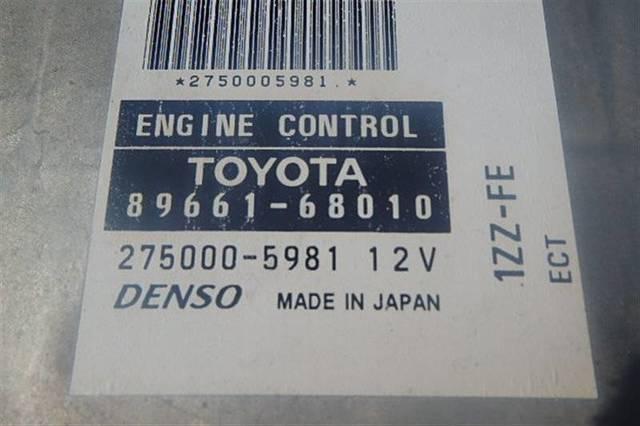 *2750005981.*
ENGINE CONTROL
TOYOTA
89661-68010
275000-5981 12V
DENSO MADE IN JAPAN
1ZZ-FE
ECT